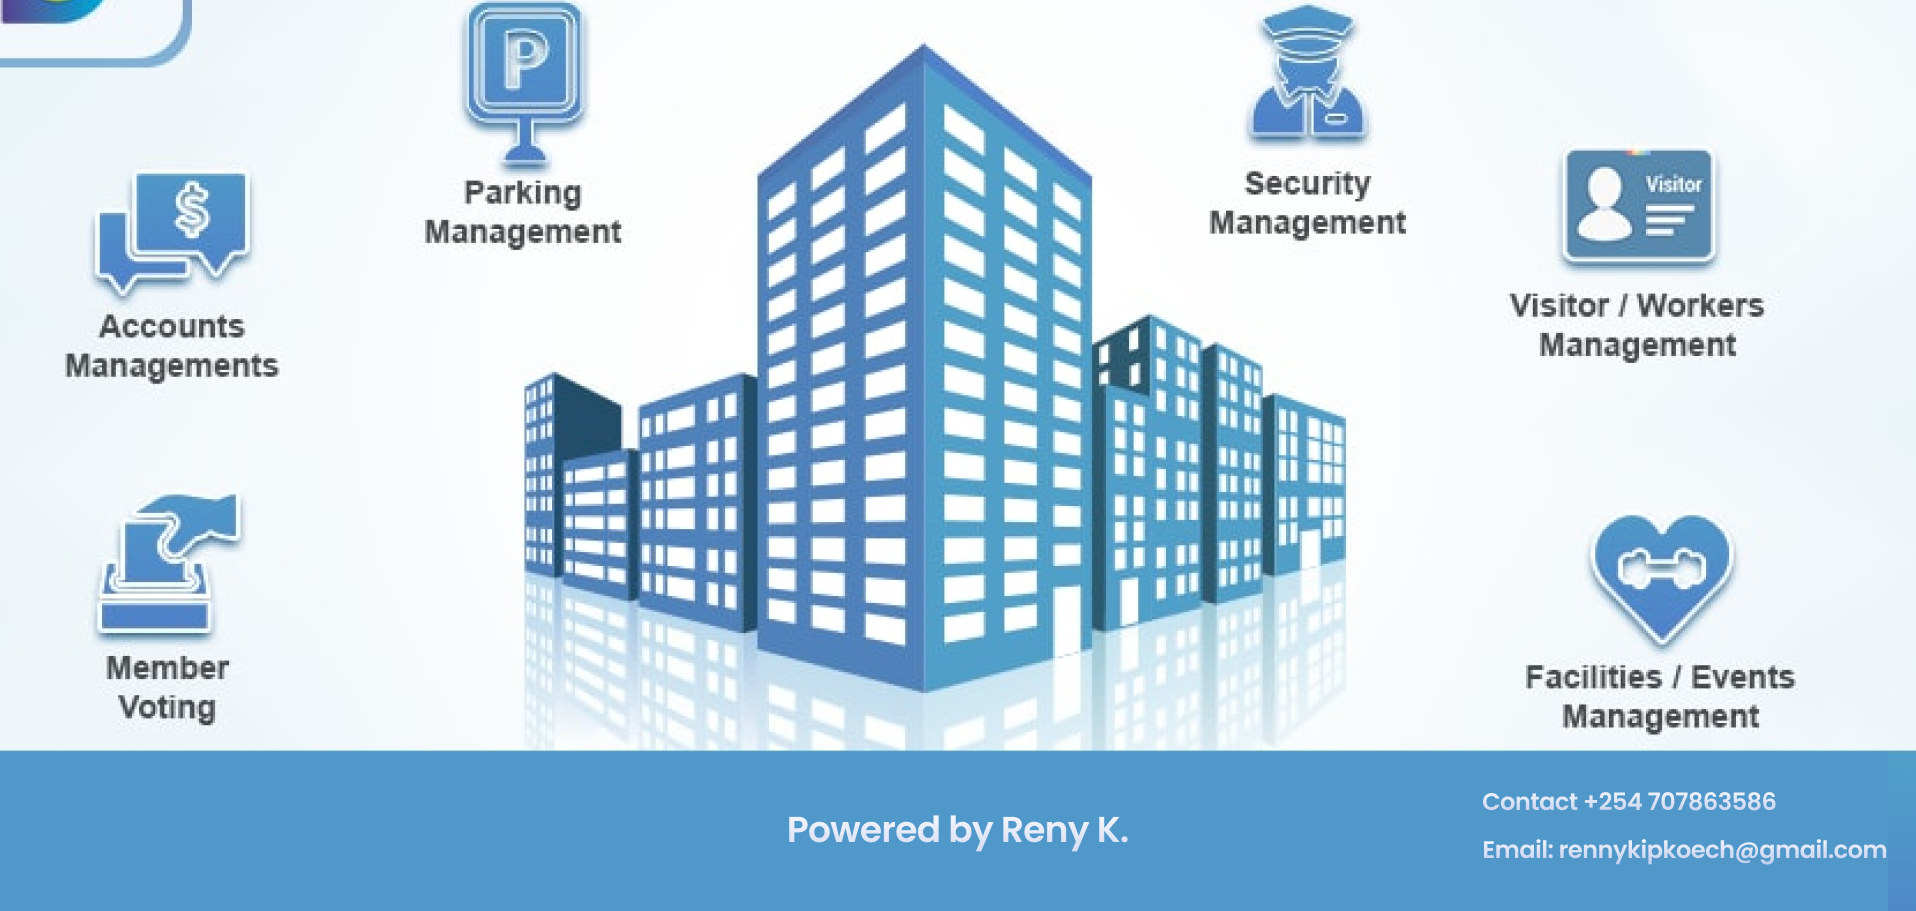 P
Parking
Management
Security
Management
Visitor
$
Accounts
Managements
Visitor / Workers
Management
Member
Voting
Facilities / Events
Management
Powered by Reny K.
Contact +254 707863586
Email: rennykipkoech@gmail.com